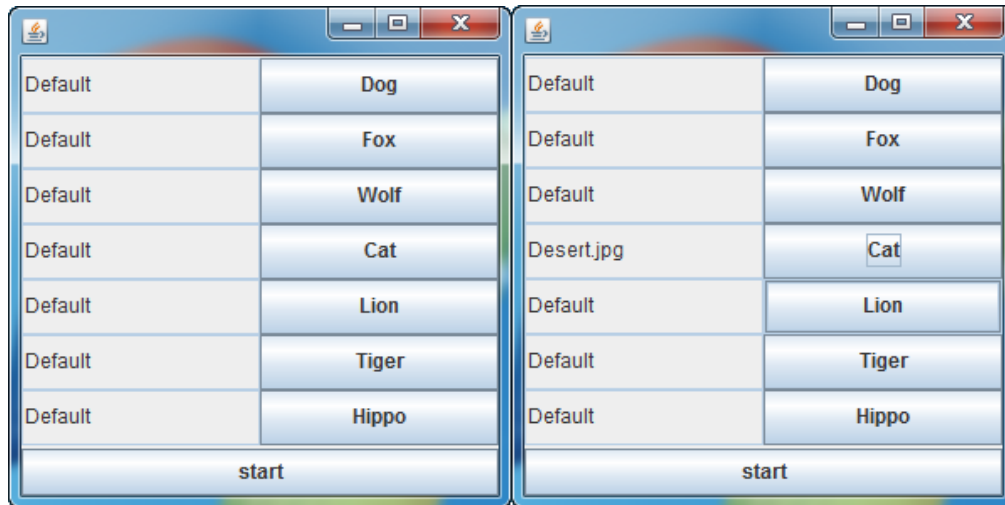 Default Dog
Default Fox
Default Wolf
Default Cat
Default Lion
Default Tiger
Default Hippo
start
Default Dog
Default Fox
Default Wolf
Desert.jpg Cat
Default Lion
Default Tiger
Default Hippo
start